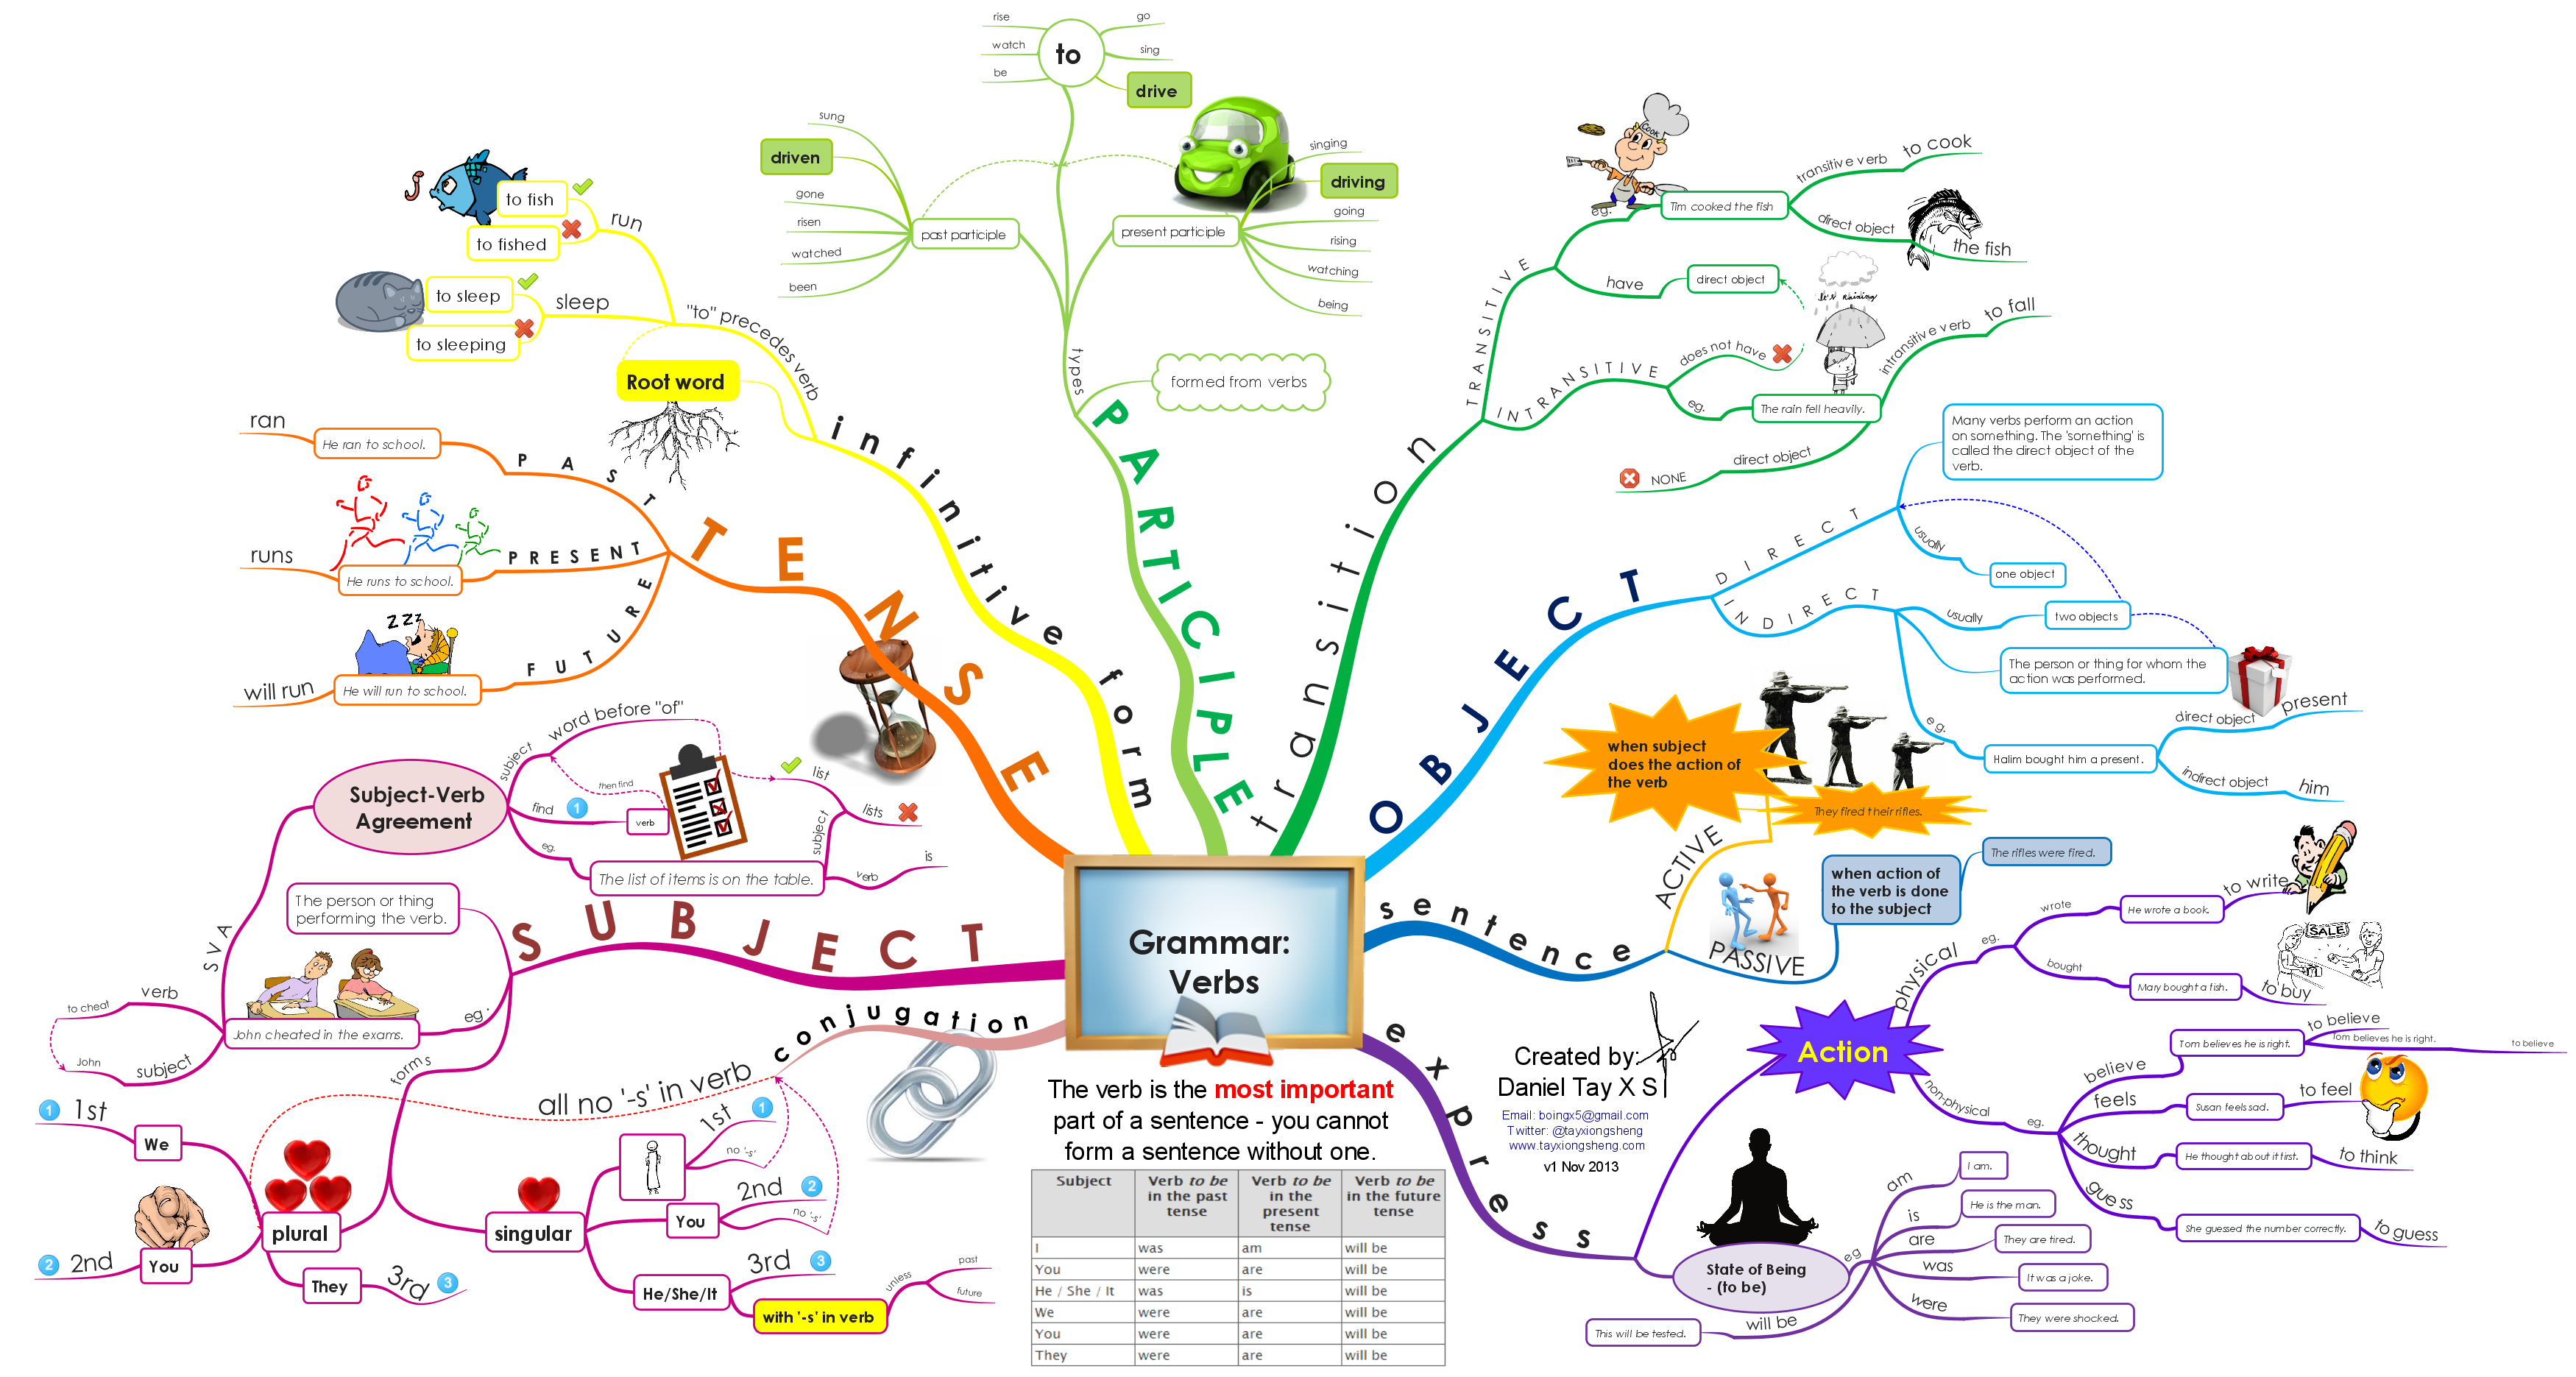 Grammar:
Verbs
The verb is the most important
part of a sentence - you cannot
form a sentence without one.
Subject
Verb to be in the past tense
Verb to be in the present tense
Verb to be in the future tense
I was am will be
You were are will be
He / She / It was is will be
We were are will be
You were are will be
They were are will be
Created by:
Daniel Tay X S
Email: boingx5@gmail.com
Twitter: @tayxiongsheng
www.tayxiongsheng.com
v1 Nov 2013
transition
TRANSITIVE
eg.
Cook
Tim cooked the fish
transitive verb
to cook
direct object
the fish
have
direct object
INTRANSITIVE
does not have
It's Raining
eg.
The rain fell heavily.
intransitive verb
to fall
direct object
NONE
OBJECT
DIRECT
Many verbs perform an action
on something. The 'something' is
called the direct object of the
verb.
usually
one object
INDIRECT
usually
two objects
The person or thing for whom the
action was performed.
e g.
Halim bought him a present.
direct object
present
indirect object
him
sentence
ACTIVE
when subject
does the action of
the verb
They fired their rifles.
PASSIVE
when action of
the verb is done
to the subject
The rifles were fired.
express
Action
physical
eg.
wrote
He wrote a book.
to write
bought
Mary bought a fish.
to buy
SALE
non-physical
eg.
believe
Tom believes he is right.
to believe
Tom believes he is right.
to believe
feels
Susan feels sad.
to feel
thought
He thought about it first.
to think
guess
She guessed the number correctly.
to guess
State of Being
- (to be)
eg
am
I am.
is
He is the man.
are
They are tired.
was
It was a joke.
were
They were shocked.
will be
This will be tested.
PARTICIPLE
formed from verbs
types
to
rise
watch
be
go
sing
drive
past participle
sung
driven
gone
risen
watched
been
present participle
singing
driving
going
rising
watching
being
infinitive form
"to" precedes verb
run
to fish
to fished
sleep
to sleep
to sleeping
Root word
TENSE
PAST
He ran to school.
ran
PRESENT
He runs to school.
runs
FUTURE
zzz
He will run to school.
will run
SUBJECT
The person or thing
performing the verb.
eg.
John cheated in the exams.
verb
to cheat
subject
John
SVA
Subject-Verb
Agreement
subject
word before "of"
find
1
verb
then find
eg.
The list of items is on the table.
subject
list
lists
verb
is
forms
plural
We
1st
1
You
2nd
2
They
3rd
3
singular
1st
1
no '-s'
You
2nd
2
no '-s'
He/She/It
3rd
3
with '-s' in verb
unless
past
future
conjugation
all no '-s' in verb